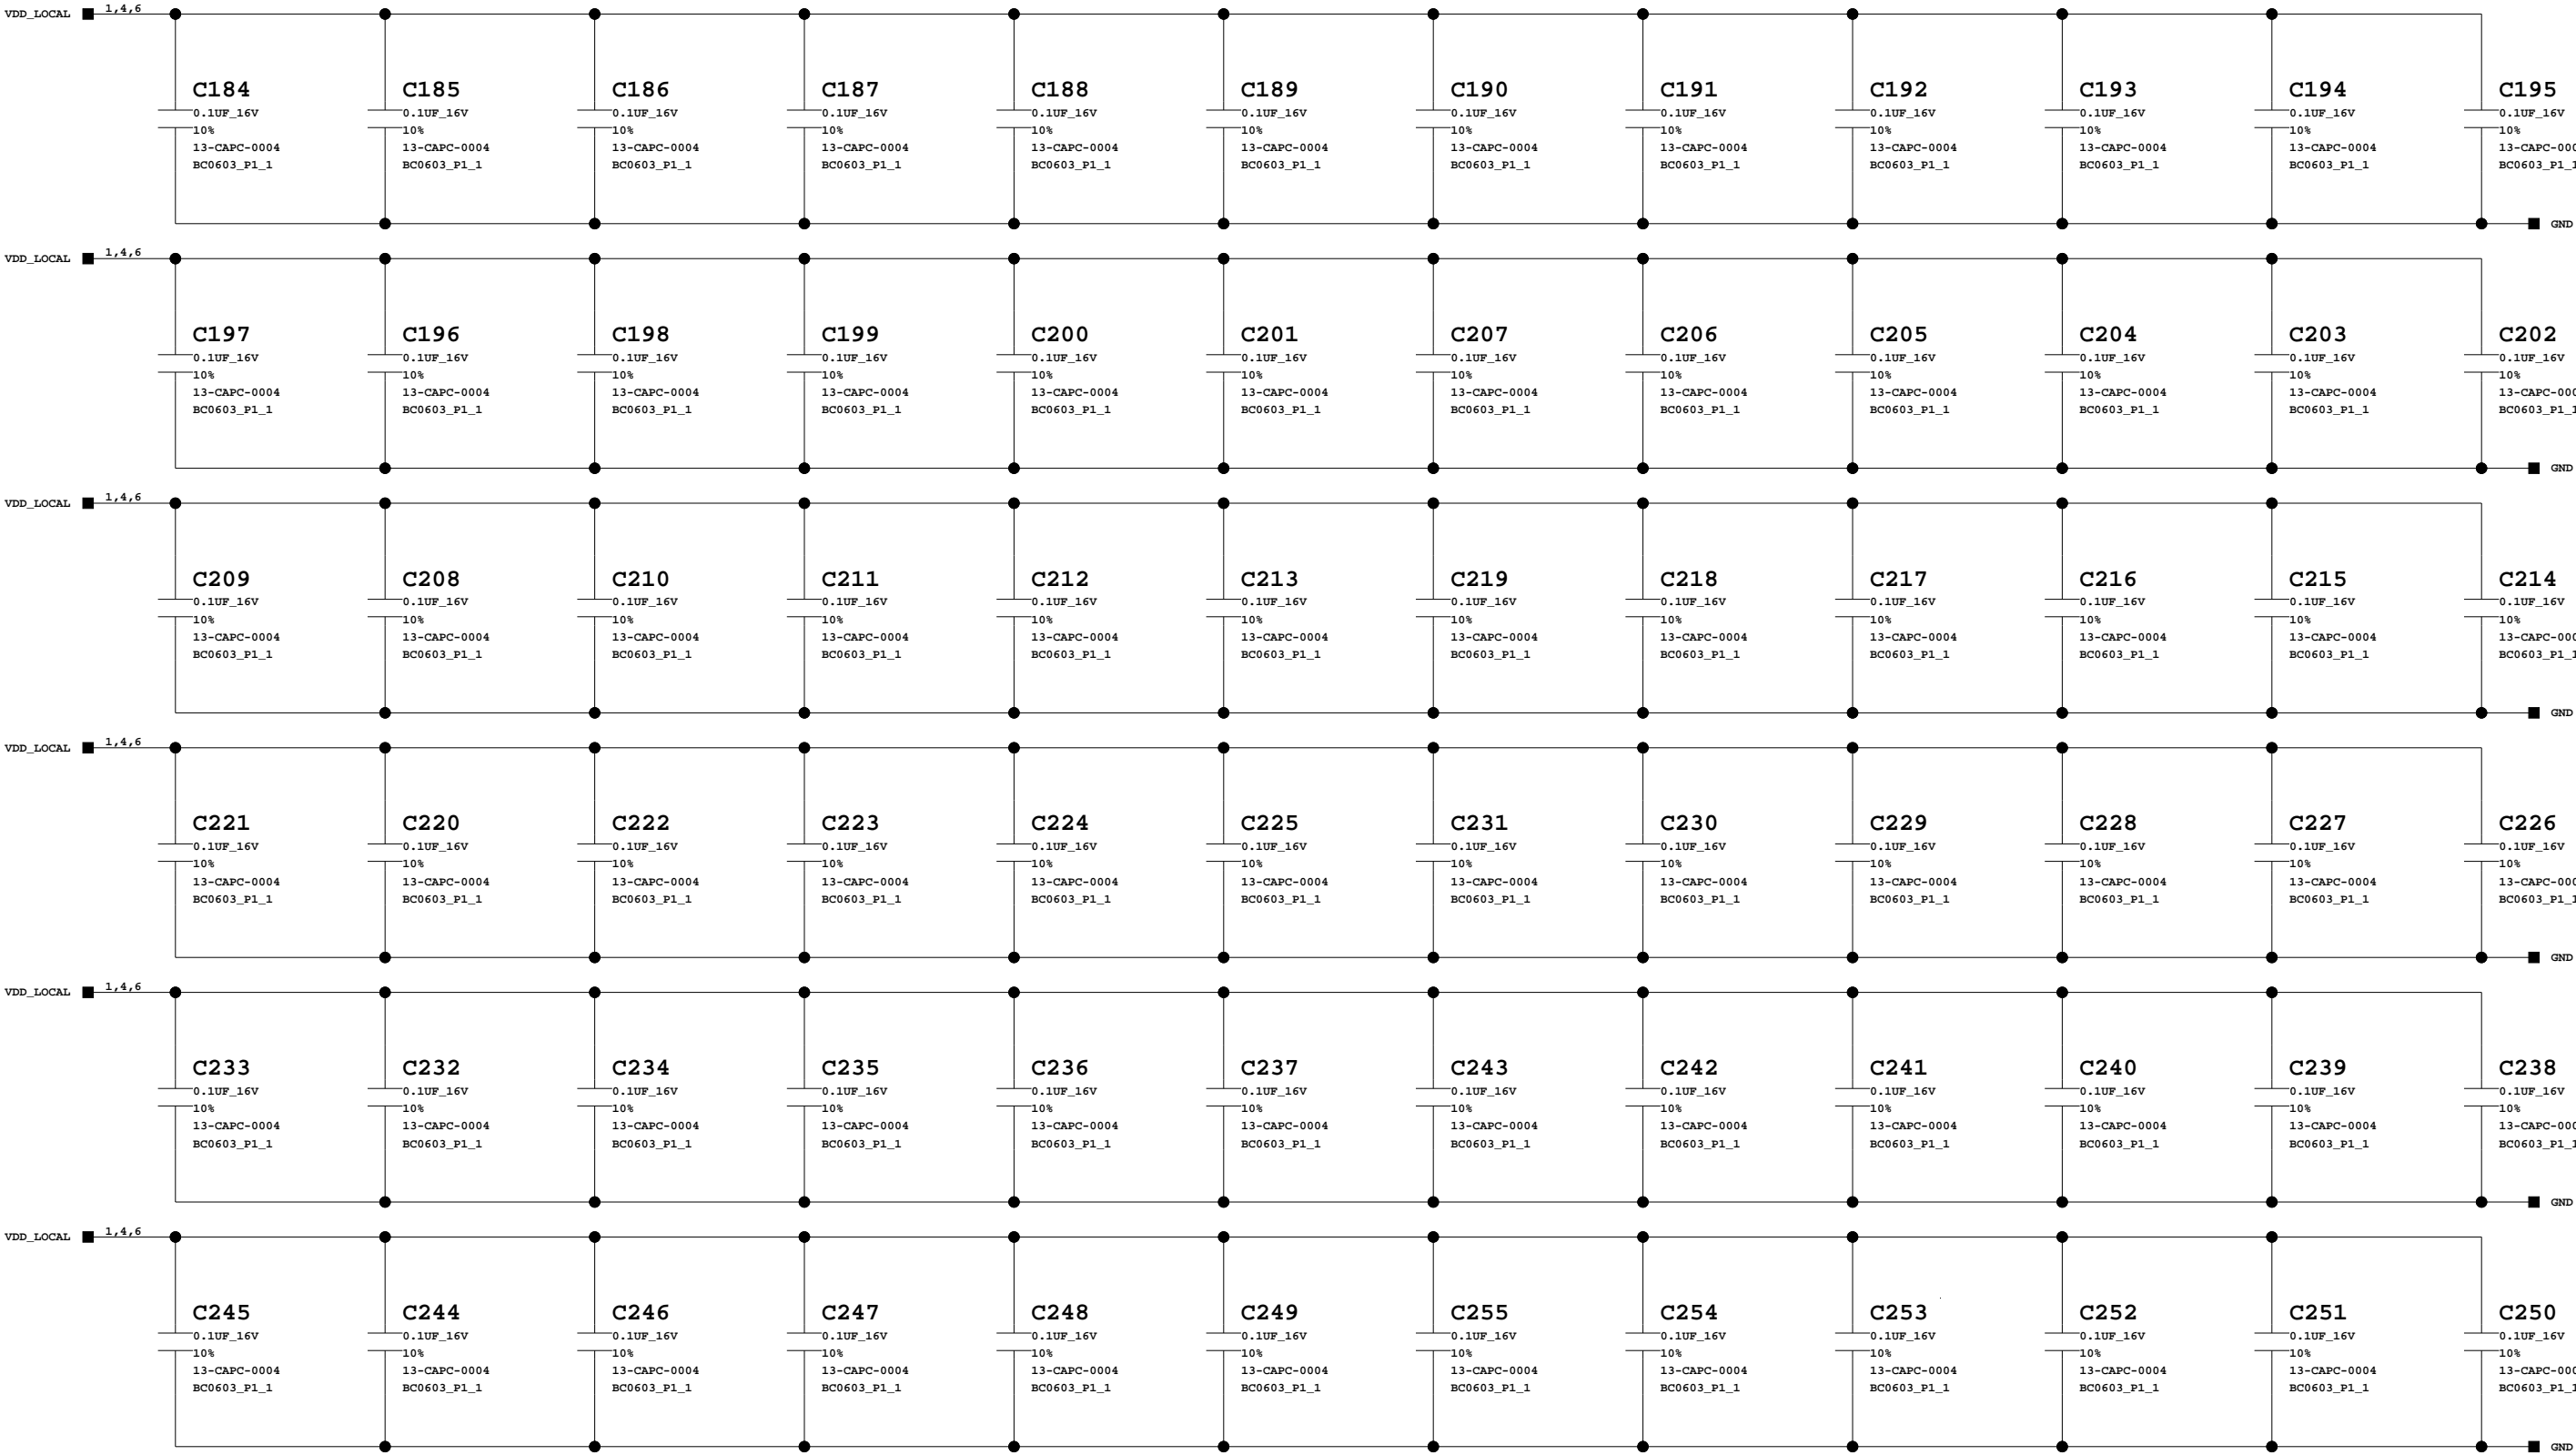 VDD_LOCAL 1,4,6
C184 C185 C186 C187 C188 C189 C190 C191 C192 C193 C194 C195
0.1UF_16V 0.1UF_16V 0.1UF_16V 0.1UF_16V 0.1UF_16V 0.1UF_16V 0.1UF_16V 0.1UF_16V 0.1UF_16V 0.1UF_16V 0.1UF_16V 0.1UF_16V
10% 10% 10% 10% 10% 10% 10% 10% 10% 10% 10% 10%
13-CAPC-0004 13-CAPC-0004 13-CAPC-0004 13-CAPC-0004 13-CAPC-0004 13-CAPC-0004 13-CAPC-0004 13-CAPC-0004 13-CAPC-0004 13-CAPC-0004 13-CAPC-0004 13-CAPC-000
BC0603_P1_1 BC0603_P1_1 BC0603_P1_1 BC0603_P1_1 BC0603_P1_1 BC0603_P1_1 BC0603_P1_1 BC0603_P1_1 BC0603_P1_1 BC0603_P1_1 BC0603_P1_1 BC0603_P1_1
GND
VDD_LOCAL 1,4,6
C197 C196 C198 C199 C200 C201 C207 C206 C205 C204 C203 C202
0.1UF_16V 0.1UF_16V 0.1UF_16V 0.1UF_16V 0.1UF_16V 0.1UF_16V 0.1UF_16V 0.1UF_16V 0.1UF_16V 0.1UF_16V 0.1UF_16V 0.1UF_16V
10% 10% 10% 10% 10% 10% 10% 10% 10% 10% 10% 10%
13-CAPC-0004 13-CAPC-0004 13-CAPC-0004 13-CAPC-0004 13-CAPC-0004 13-CAPC-0004 13-CAPC-0004 13-CAPC-0004 13-CAPC-0004 13-CAPC-0004 13-CAPC-0004 13-CAPC-000
BC0603_P1_1 BC0603_P1_1 BC0603_P1_1 BC0603_P1_1 BC0603_P1_1 BC0603_P1_1 BC0603_P1_1 BC0603_P1_1 BC0603_P1_1 BC0603_P1_1 BC0603_P1_1 BC0603_P1_1
GND
VDD_LOCAL 1,4,6
C209 C208 C210 C211 C212 C213 C219 C218 C217 C216 C215 C214
0.1UF_16V 0.1UF_16V 0.1UF_16V 0.1UF_16V 0.1UF_16V 0.1UF_16V 0.1UF_16V 0.1UF_16V 0.1UF_16V 0.1UF_16V 0.1UF_16V 0.1UF_16V
10% 10% 10% 10% 10% 10% 10% 10% 10% 10% 10% 10%
13-CAPC-0004 13-CAPC-0004 13-CAPC-0004 13-CAPC-0004 13-CAPC-0004 13-CAPC-0004 13-CAPC-0004 13-CAPC-0004 13-CAPC-0004 13-CAPC-0004 13-CAPC-0004 13-CAPC-000
BC0603_P1_1 BC0603_P1_1 BC0603_P1_1 BC0603_P1_1 BC0603_P1_1 BC0603_P1_1 BC0603_P1_1 BC0603_P1_1 BC0603_P1_1 BC0603_P1_1 BC0603_P1_1 BC0603_P1_1
GND
VDD_LOCAL 1,4,6
C221 C220 C222 C223 C224 C225 C231 C230 C229 C228 C227 C226
0.1UF_16V 0.1UF_16V 0.1UF_16V 0.1UF_16V 0.1UF_16V 0.1UF_16V 0.1UF_16V 0.1UF_16V 0.1UF_16V 0.1UF_16V 0.1UF_16V 0.1UF_16V
10% 10% 10% 10% 10% 10% 10% 10% 10% 10% 10% 10%
13-CAPC-0004 13-CAPC-0004 13-CAPC-0004 13-CAPC-0004 13-CAPC-0004 13-CAPC-0004 13-CAPC-0004 13-CAPC-0004 13-CAPC-0004 13-CAPC-0004 13-CAPC-0004 13-CAPC-000
BC0603_P1_1 BC0603_P1_1 BC0603_P1_1 BC0603_P1_1 BC0603_P1_1 BC0603_P1_1 BC0603_P1_1 BC0603_P1_1 BC0603_P1_1 BC0603_P1_1 BC0603_P1_1 BC0603_P1_1
GND
VDD_LOCAL 1,4,6
C233 C232 C234 C235 C236 C237 C243 C242 C241 C240 C239 C238
0.1UF_16V 0.1UF_16V 0.1UF_16V 0.1UF_16V 0.1UF_16V 0.1UF_16V 0.1UF_16V 0.1UF_16V 0.1UF_16V 0.1UF_16V 0.1UF_16V 0.1UF_16V
10% 10% 10% 10% 10% 10% 10% 10% 10% 10% 10% 10%
13-CAPC-0004 13-CAPC-0004 13-CAPC-0004 13-CAPC-0004 13-CAPC-0004 13-CAPC-0004 13-CAPC-0004 13-CAPC-0004 13-CAPC-0004 13-CAPC-0004 13-CAPC-0004 13-CAPC-000
BC0603_P1_1 BC0603_P1_1 BC0603_P1_1 BC0603_P1_1 BC0603_P1_1 BC0603_P1_1 BC0603_P1_1 BC0603_P1_1 BC0603_P1_1 BC0603_P1_1 BC0603_P1_1 BC0603_P1_1
GND
VDD_LOCAL 1,4,6
C245 C244 C246 C247 C248 C249 C255 C254 C253 C252 C251 C250
0.1UF_16V 0.1UF_16V 0.1UF_16V 0.1UF_16V 0.1UF_16V 0.1UF_16V 0.1UF_16V 0.1UF_16V 0.1UF_16V 0.1UF_16V 0.1UF_16V 0.1UF_16V
10% 10% 10% 10% 10% 10% 10% 10% 10% 10% 10% 10%
13-CAPC-0004 13-CAPC-0004 13-CAPC-0004 13-CAPC-0004 13-CAPC-0004 13-CAPC-0004 13-CAPC-0004 13-CAPC-0004 13-CAPC-0004 13-CAPC-0004 13-CAPC-0004 13-CAPC-000
BC0603_P1_1 BC0603_P1_1 BC0603_P1_1 BC0603_P1_1 BC0603_P1_1 BC0603_P1_1 BC0603_P1_1 BC0603_P1_1 BC0603_P1_1 BC0603_P1_1 BC0603_P1_1 BC0603_P1_1
GND